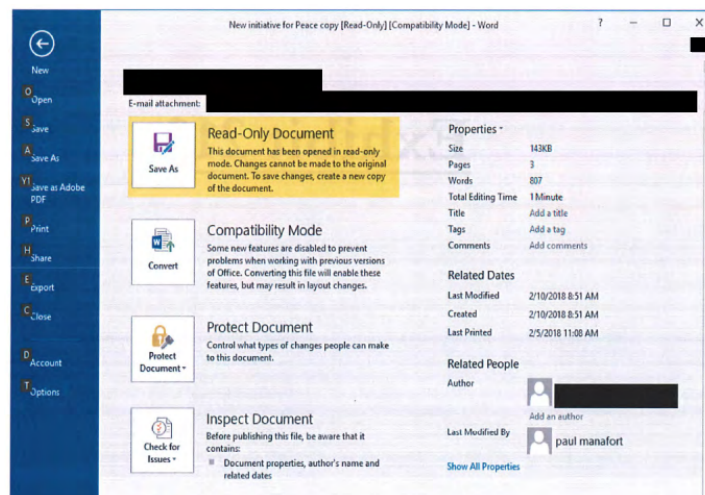 New initiative for Peace copy [Read-Only] [Compatibility Mode] - Word
?
New
O
Open
S
Save
A
Save As
Y1
Save as Adobe
PDF
P
Print
H
Share
E
Export
C
Close
D
Account
T
Options
E-mail attachment:
Save As
Read-Only Document
This document has been opened in read-only
mode. Changes cannot be made to the original
document. To save changes, create a new copy
of the document.
Convert
Compatibility Mode
Some new features are disabled to prevent
problems when working with previous versions
of Office. Converting this file will enable these
features, but may result in layout changes.
Protect
Document
Protect Document
Control what types of changes people can make
to this document.
Check for
Issues
Inspect Document
Before publishing this file, be aware that it
contains:
Document properties, author's name and
related dates
Properties
Size 143KB
Pages 3
Words 807
Total Editing Time 1 Minute
Title Add a title
Tags Add a tag
Comments Add comments
Related Dates
Last Modified 2/10/2018 8:51 AM
Created 2/10/2018 8:51 AM
Last Printed 2/5/2018 11:08 AM
Related People
Author
Add an author
Last Modified By paul manafort
Show All Properties